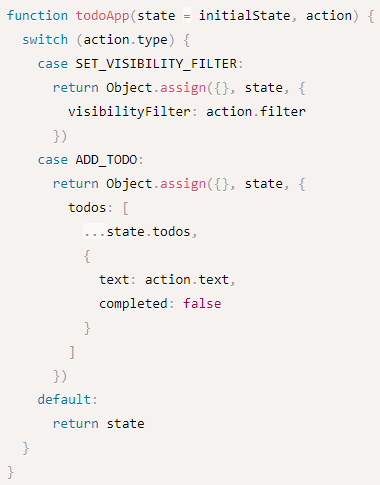 function todoApp(state = initialState, action) {
  switch (action.type) {
    case SET_VISIBILITY_FILTER:
      return Object.assign({}, state, {
        visibilityFilter: action.filter
      })
    case ADD_TODO:
      return Object.assign({}, state, {
        todos: [
          ...state.todos,
          {
            text: action.text,
            completed: false
          }
        ]
      })
    default:
      return state
  }
}